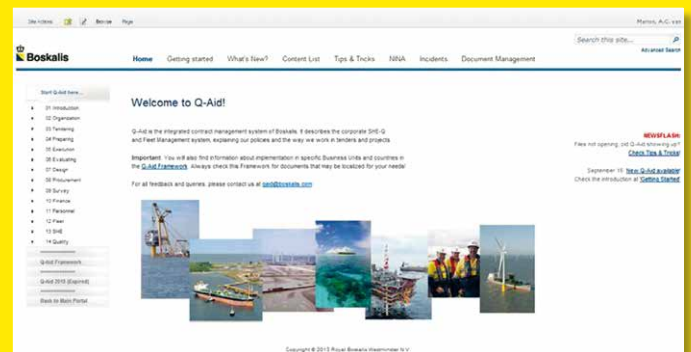 Site Actions Browse Page
Search this site...
Advanced Search
Boskalis
Home Getting started What's New? Content List Tips & Tricks NINA Incidents Document Management
Start Q-Aid here...
01 Introduction
02 Organization
03 Tendering
04 Preparing
05 Execution
06 Evaluating
07 Design
08 Procurement
09 Survey
10 Finance
11 Personnel
12 Fleet
13 SHE
14 Quality
Q-Aid Framework
Q-Aid 2010 (Expired)
Back to Main Portal
Welcome to Q-Aid!
Q-Aid is the integrated contract management system of Boskalis. It describes the corporate SHE-Q
and Fleet Management system, explaining our policies and the way we work in tenders and projects.
Important: You will also find information about implementation in specific Business Units and countries in
the Q-Aid Framework. Always check this Framework for documents that may be localized for your needs!
For all feedback and queries, please contact us at
NEWSFLASH:
Files not opening, old Q-Aid showing up?
Check Tips & Tricks!
September 10: New Q-Aid available!
Check the introduction at 'Getting Started'
Copyright © 2013 Royal Boskalis Westminster N.V.